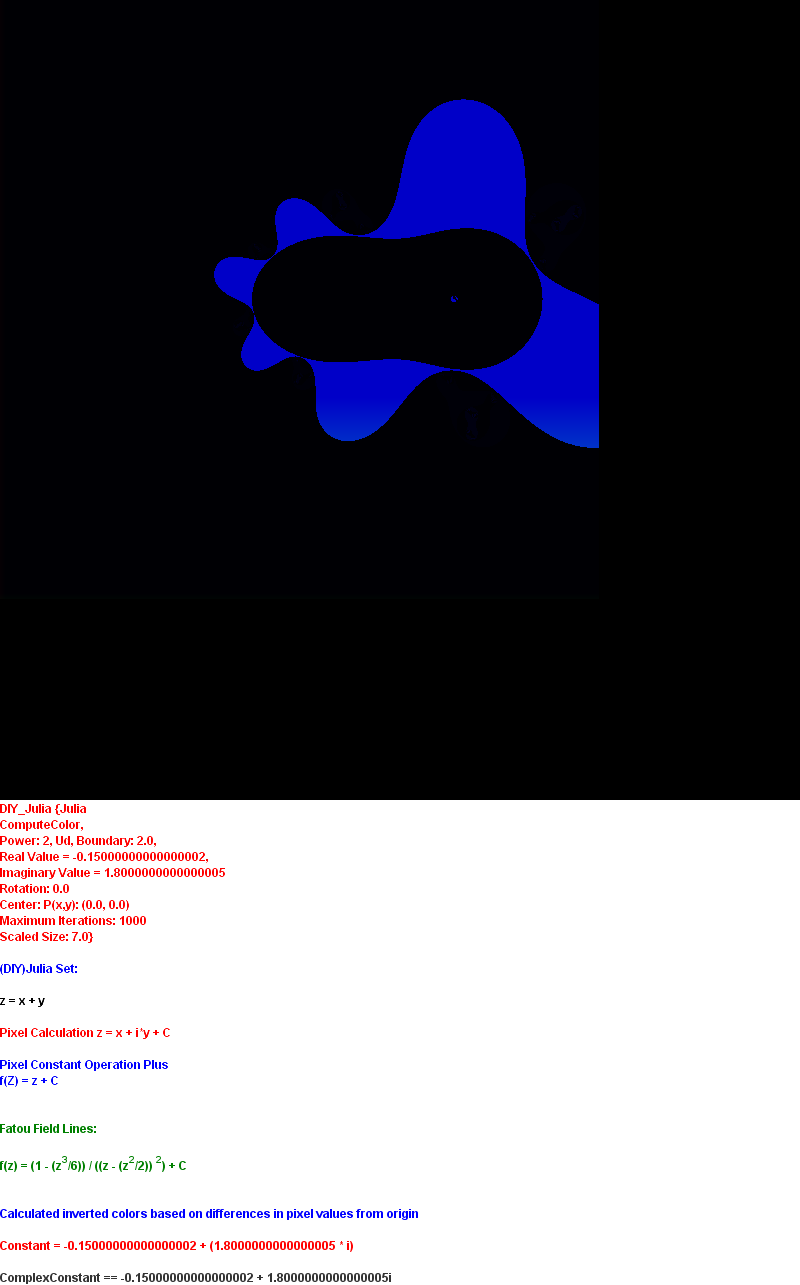 DIY_Julia {Julia
ComputeColor,
Power: 2, Ud, Boundary: 2.0,
Real Value = -0.15000000000000002,
Imaginary Value = 1.8000000000000005
Rotation: 0.0
Center: P(x,y): (0.0, 0.0)
Maximum Iterations: 1000
Scaled Size: 7.0}
(DIY)Julia Set:
z = x + y
Pixel Calculation z = x + i*y + C
Pixel Constant Operation Plus
f(Z) = z + C
Fatou Field Lines:
f(z) = (1 - (z^3/6)) / ((z - (z^2/2))^2) + C
Calculated inverted colors based on differences in pixel values from origin
Constant = -0.15000000000000002 + (1.8000000000000005 * i)
ComplexConstant == -0.15000000000000002 + 1.8000000000000005i